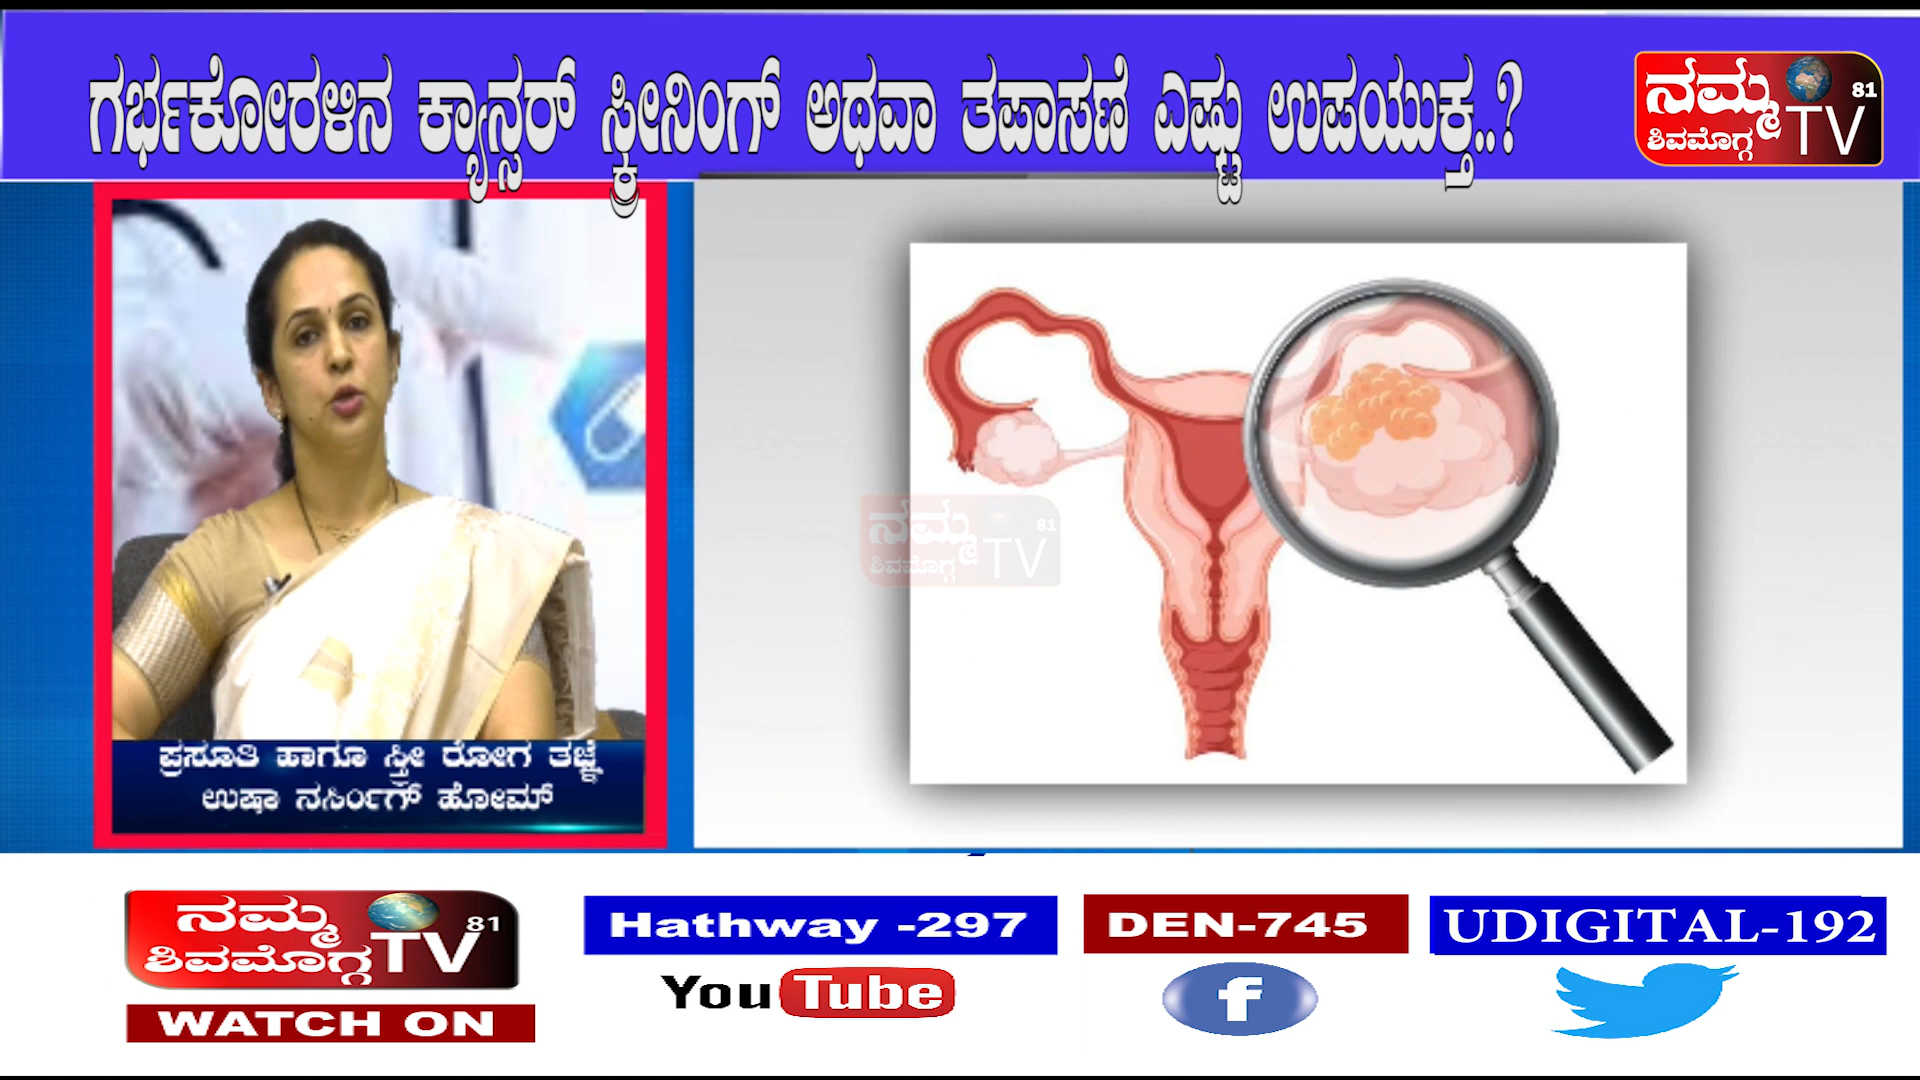 ಗರ್ಭಕೋರಳಿನ ಕ್ಯಾನ್ಸರ್ ಸ್ಕ್ರೀನಿಂಗ್ ಅಥವಾ ತಪಾಸಣೆ ಎಷ್ಟು ಉಪಯುಕ್ತ..?
ನಮ್ಮ 81
ಶಿವಮೊಗ್ಗ TV
ನಮ್ಮ 81
ಶಿವಮೊಗ್ಗ TV
ಪ್ರಸೂತಿ ಹಾಗೂ ಸ್ತ್ರೀ ರೋಗ ತಜ್ಞೆ
ಉಷಾ ನರ್ಸಿಂಗ್ ಹೋಮ್
ನಮ್ಮ 81
ಶಿವಮೊಗ್ಗ TV
WATCH ON
Hathway -297
DEN-745
UDIGITAL-192
YouTube
f